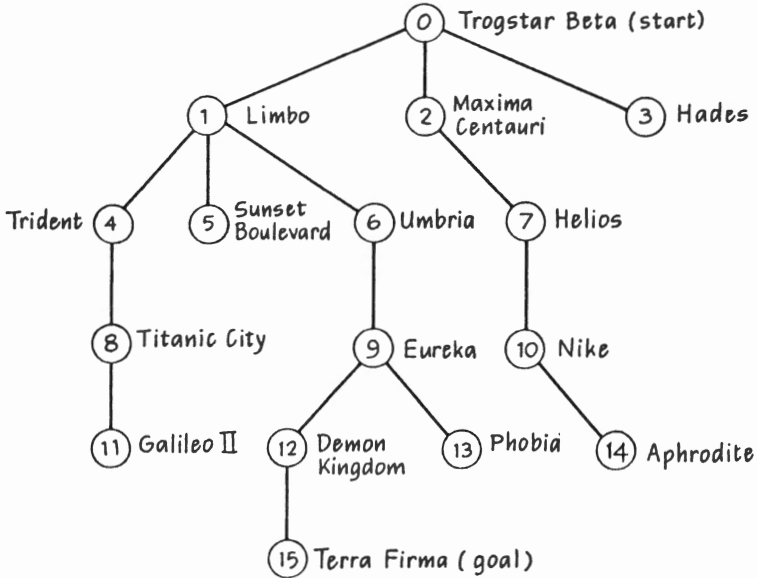 0 Trogstar Beta (start)
1 Limbo
2 Maxima
Centauri
3 Hades
Trident 4
5 Sunset
Boulevard
6 Umbria
7 Helios
8 Titanic City
9 Eureka
10 Nike
11 Galileo II
12 Demon
Kingdom
13 Phobia
14 Aphrodite
15 Terra Firma (goal)